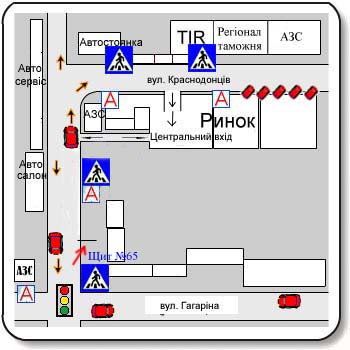 TIR
Регіонал
таможня
АЗС
Автостоянка
Авто
сервіс
вул. Краснодонців
А
А
АЗС
Ринок
Центральний вхід
Авто
салон
А
Щит №65
АЗС
А
вул. Гагаріна